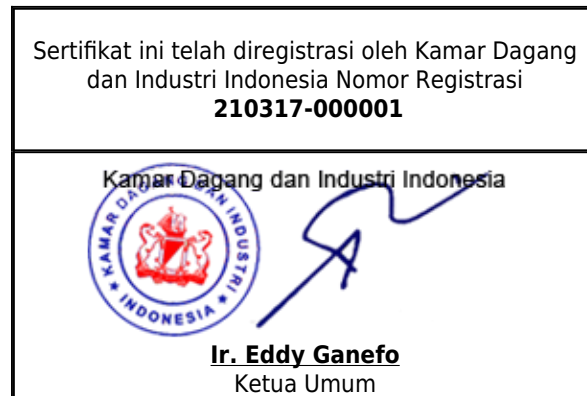 Sertifikat ini telah diregistrasi oleh Kamar Dagang
dan Industri Indonesia Nomor Registrasi
210317-000001
Kamar Dagang dan Industri Indonesia
KAMAR DAGANG DAN INDUSTRI
* INDONESIA *
Ir. Eddy Ganefo
Ketua Umum